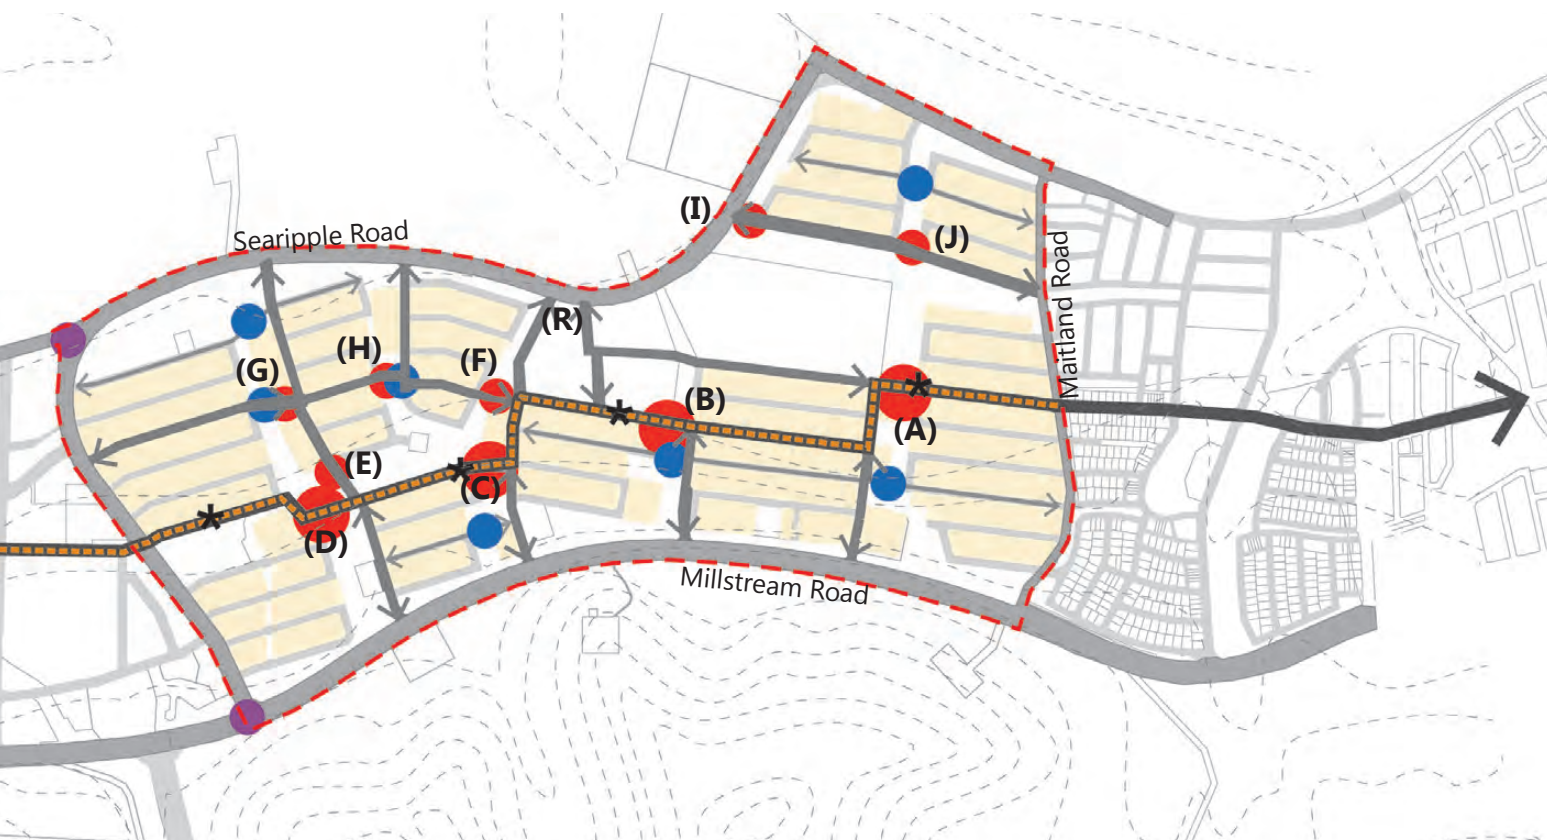 Searipple Road
(I)
(J)
Maitland Road
(R)
(H)
(F)
(G)
(B)
*
*
(A)
(E)
*
(C)
*
(D)
Millstream Road